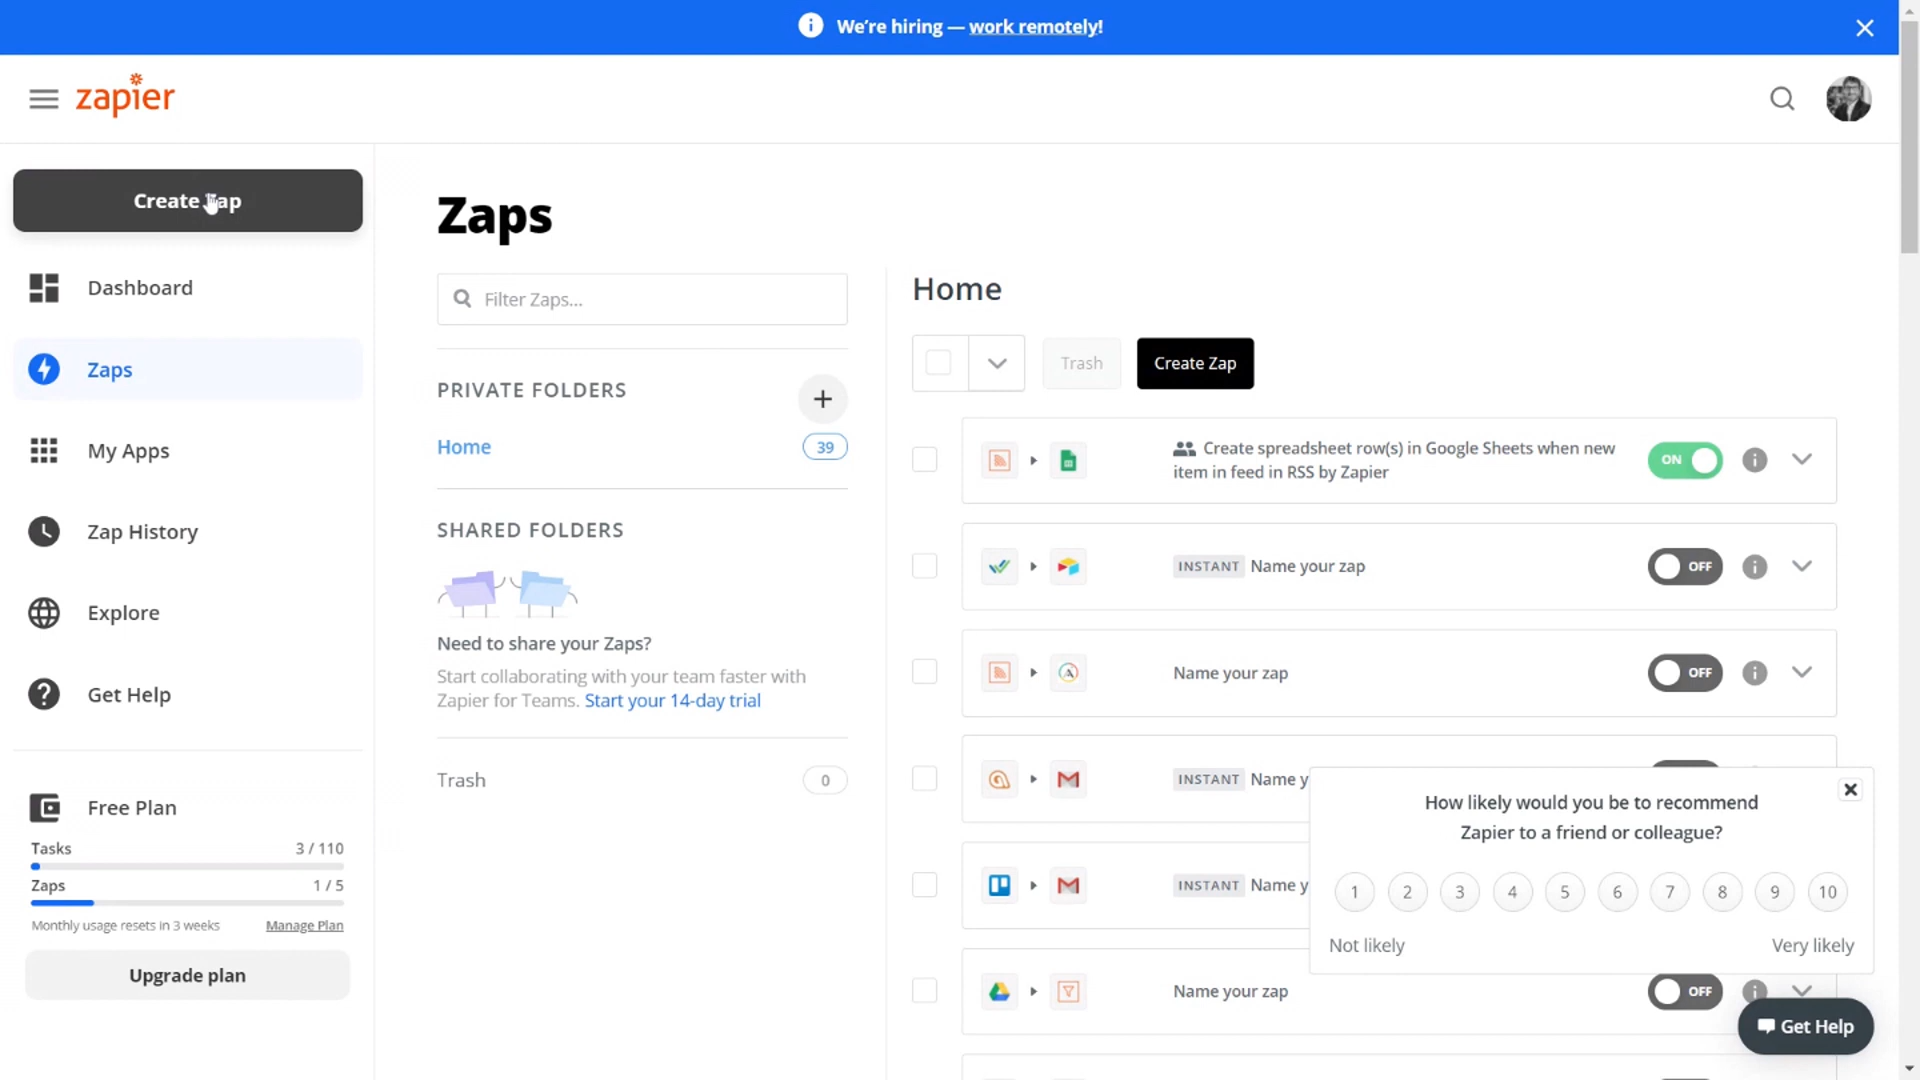 We're hiring — work remotely!
zapier
Create Zap
Dashboard
Zaps
My Apps
Zap History
Explore
Get Help
Free Plan
Tasks 3 / 110
Zaps 1 / 5
Monthly usage resets in 3 weeks Manage Plan
Upgrade plan
Zaps
Filter Zaps...
PRIVATE FOLDERS
Home 39
SHARED FOLDERS
Need to share your Zaps?
Start collaborating with your team faster with
Zapier for Teams. Start your 14-day trial
Trash 0
Home
Trash Create Zap
Create spreadsheet row(s) in Google Sheets when new
item in feed in RSS by Zapier
ON
INSTANT Name your zap OFF
Name your zap OFF
INSTANT Name y
INSTANT Name y
Name your zap OFF
How likely would you be to recommend
Zapier to a friend or colleague?
1 2 3 4 5 6 7 8 9 10
Not likely Very likely
Get Help